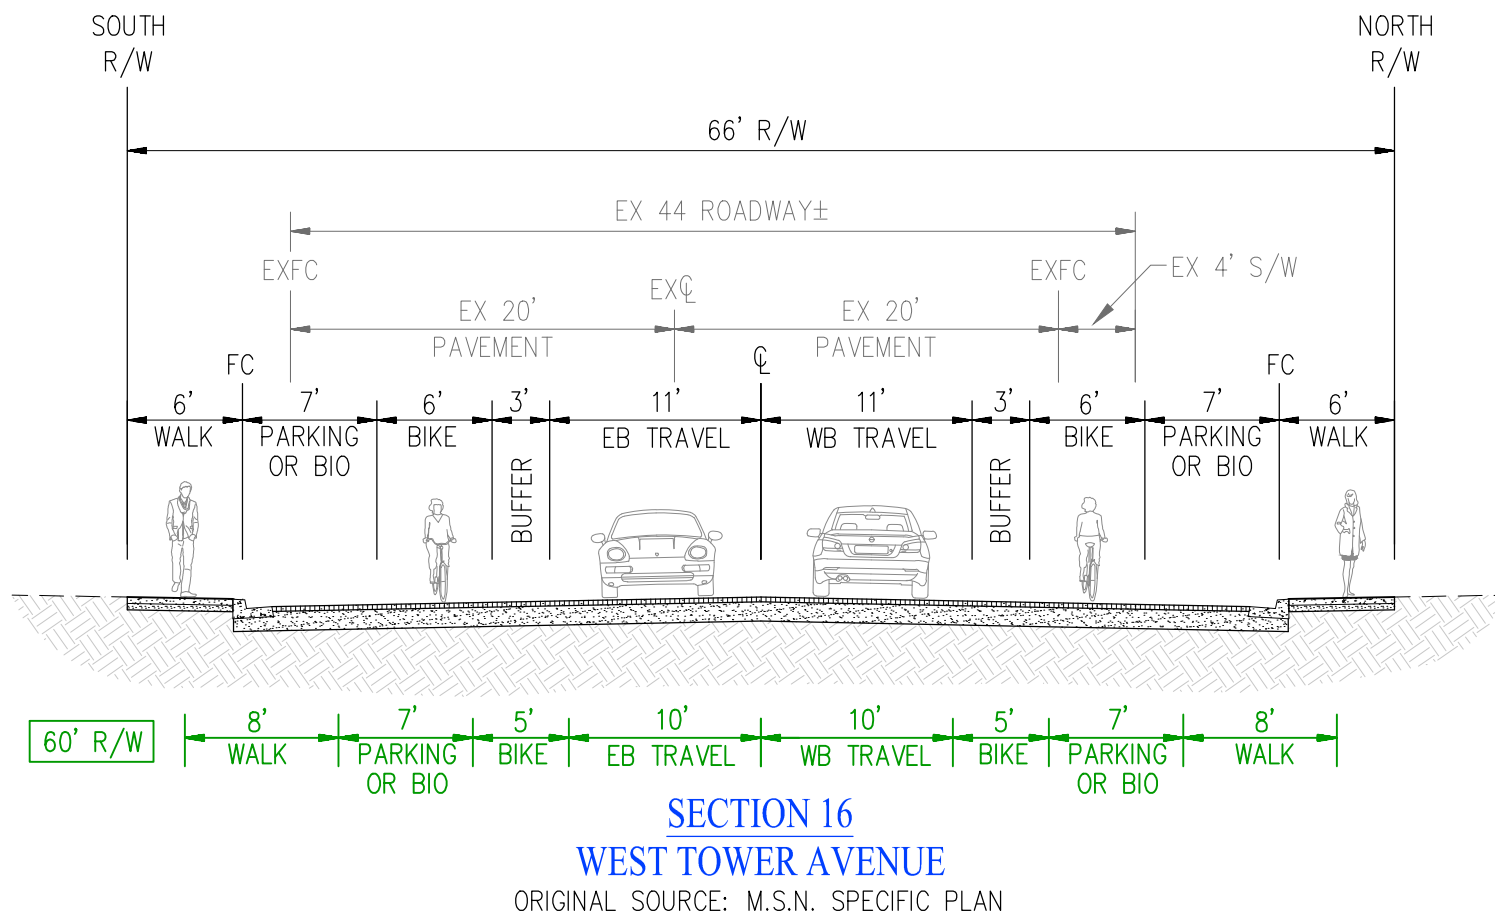 SOUTH
R/W
NORTH
R/W
66' R/W
EX 44 ROADWAY±
EXFC
EX 20'
PAVEMENT
EX ℄
EX 20'
PAVEMENT
EXFC
EX 4' S/W
FC
℄
FC
6' 7' 6' 3' 11' 11' 3' 6' 7' 6'
WALK
PARKING
OR BIO
BIKE
BUFFER
EB TRAVEL
WB TRAVEL
BUFFER
BIKE
PARKING
OR BIO
WALK
60' R/W
8' 7' 5' 10' 10' 5' 7' 8'
WALK
PARKING
OR BIO
BIKE
EB TRAVEL
WB TRAVEL
BIKE
PARKING
OR BIO
WALK
SECTION 16
WEST TOWER AVENUE
ORIGINAL SOURCE: M.S.N. SPECIFIC PLAN